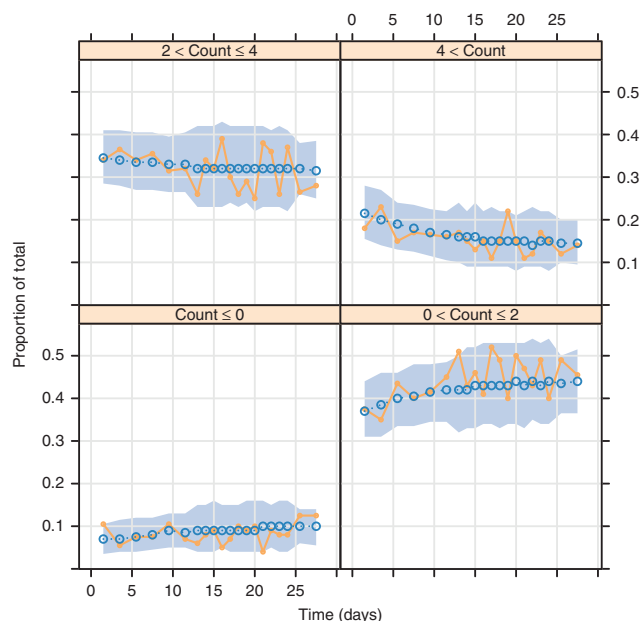 0 5 10 15 20 25
2 < Count ≤ 4 4 < Count
0.5
0.4
0.3
0.2
0.1
Count ≤ 0 0 < Count ≤ 2
0.5
0.4
0.3
0.2
0.1
0 5 10 15 20 25
Proportion of total
Time (days)